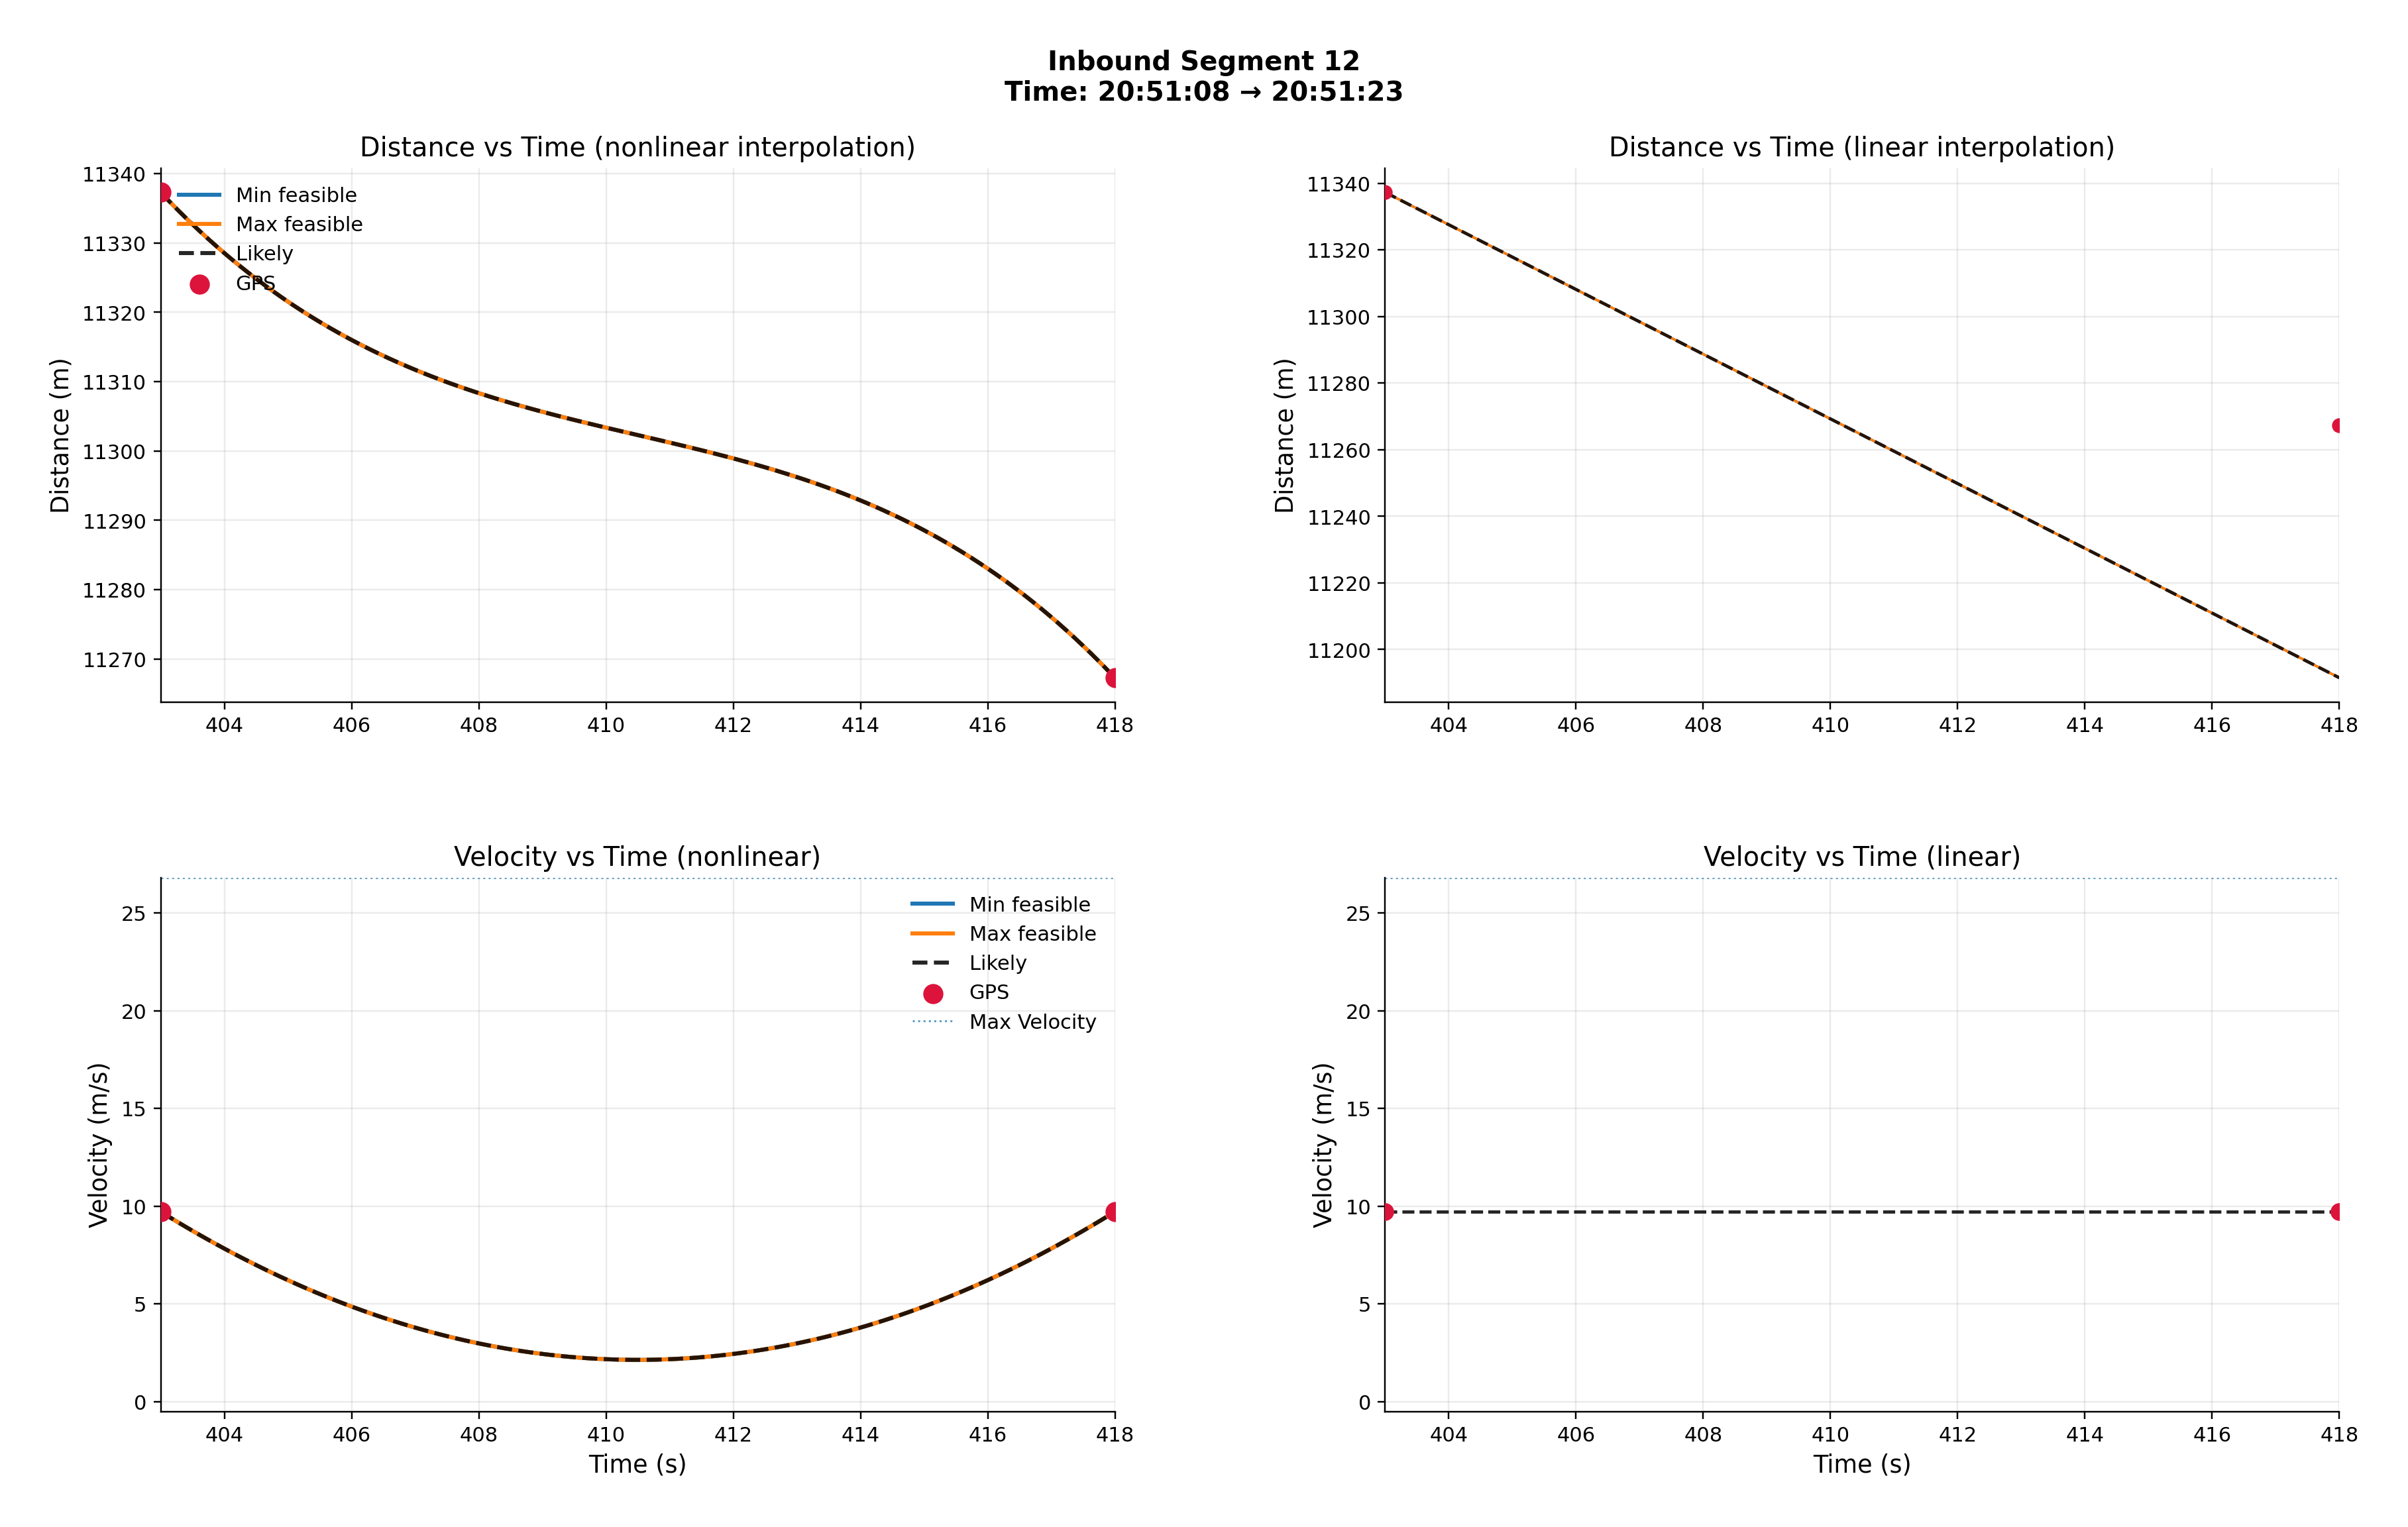 Inbound Segment 12
Time: 20:51:08 → 20:51:23
Distance vs Time (nonlinear interpolation)
Distance (m)
11340
11330
11320
11310
11300
11290
11280
11270
Min feasible
Max feasible
Likely
GPS
404 406 408 410 412 414 416 418
Distance vs Time (linear interpolation)
Distance (m)
11340
11320
11300
11280
11260
11240
11220
11200
404 406 408 410 412 414 416 418
Velocity vs Time (nonlinear)
Velocity (m/s)
25
20
15
10
5
0
Min feasible
Max feasible
Likely
GPS
Max Velocity
404 406 408 410 412 414 416 418
Time (s)
Velocity vs Time (linear)
Velocity (m/s)
25
20
15
10
5
0
404 406 408 410 412 414 416 418
Time (s)